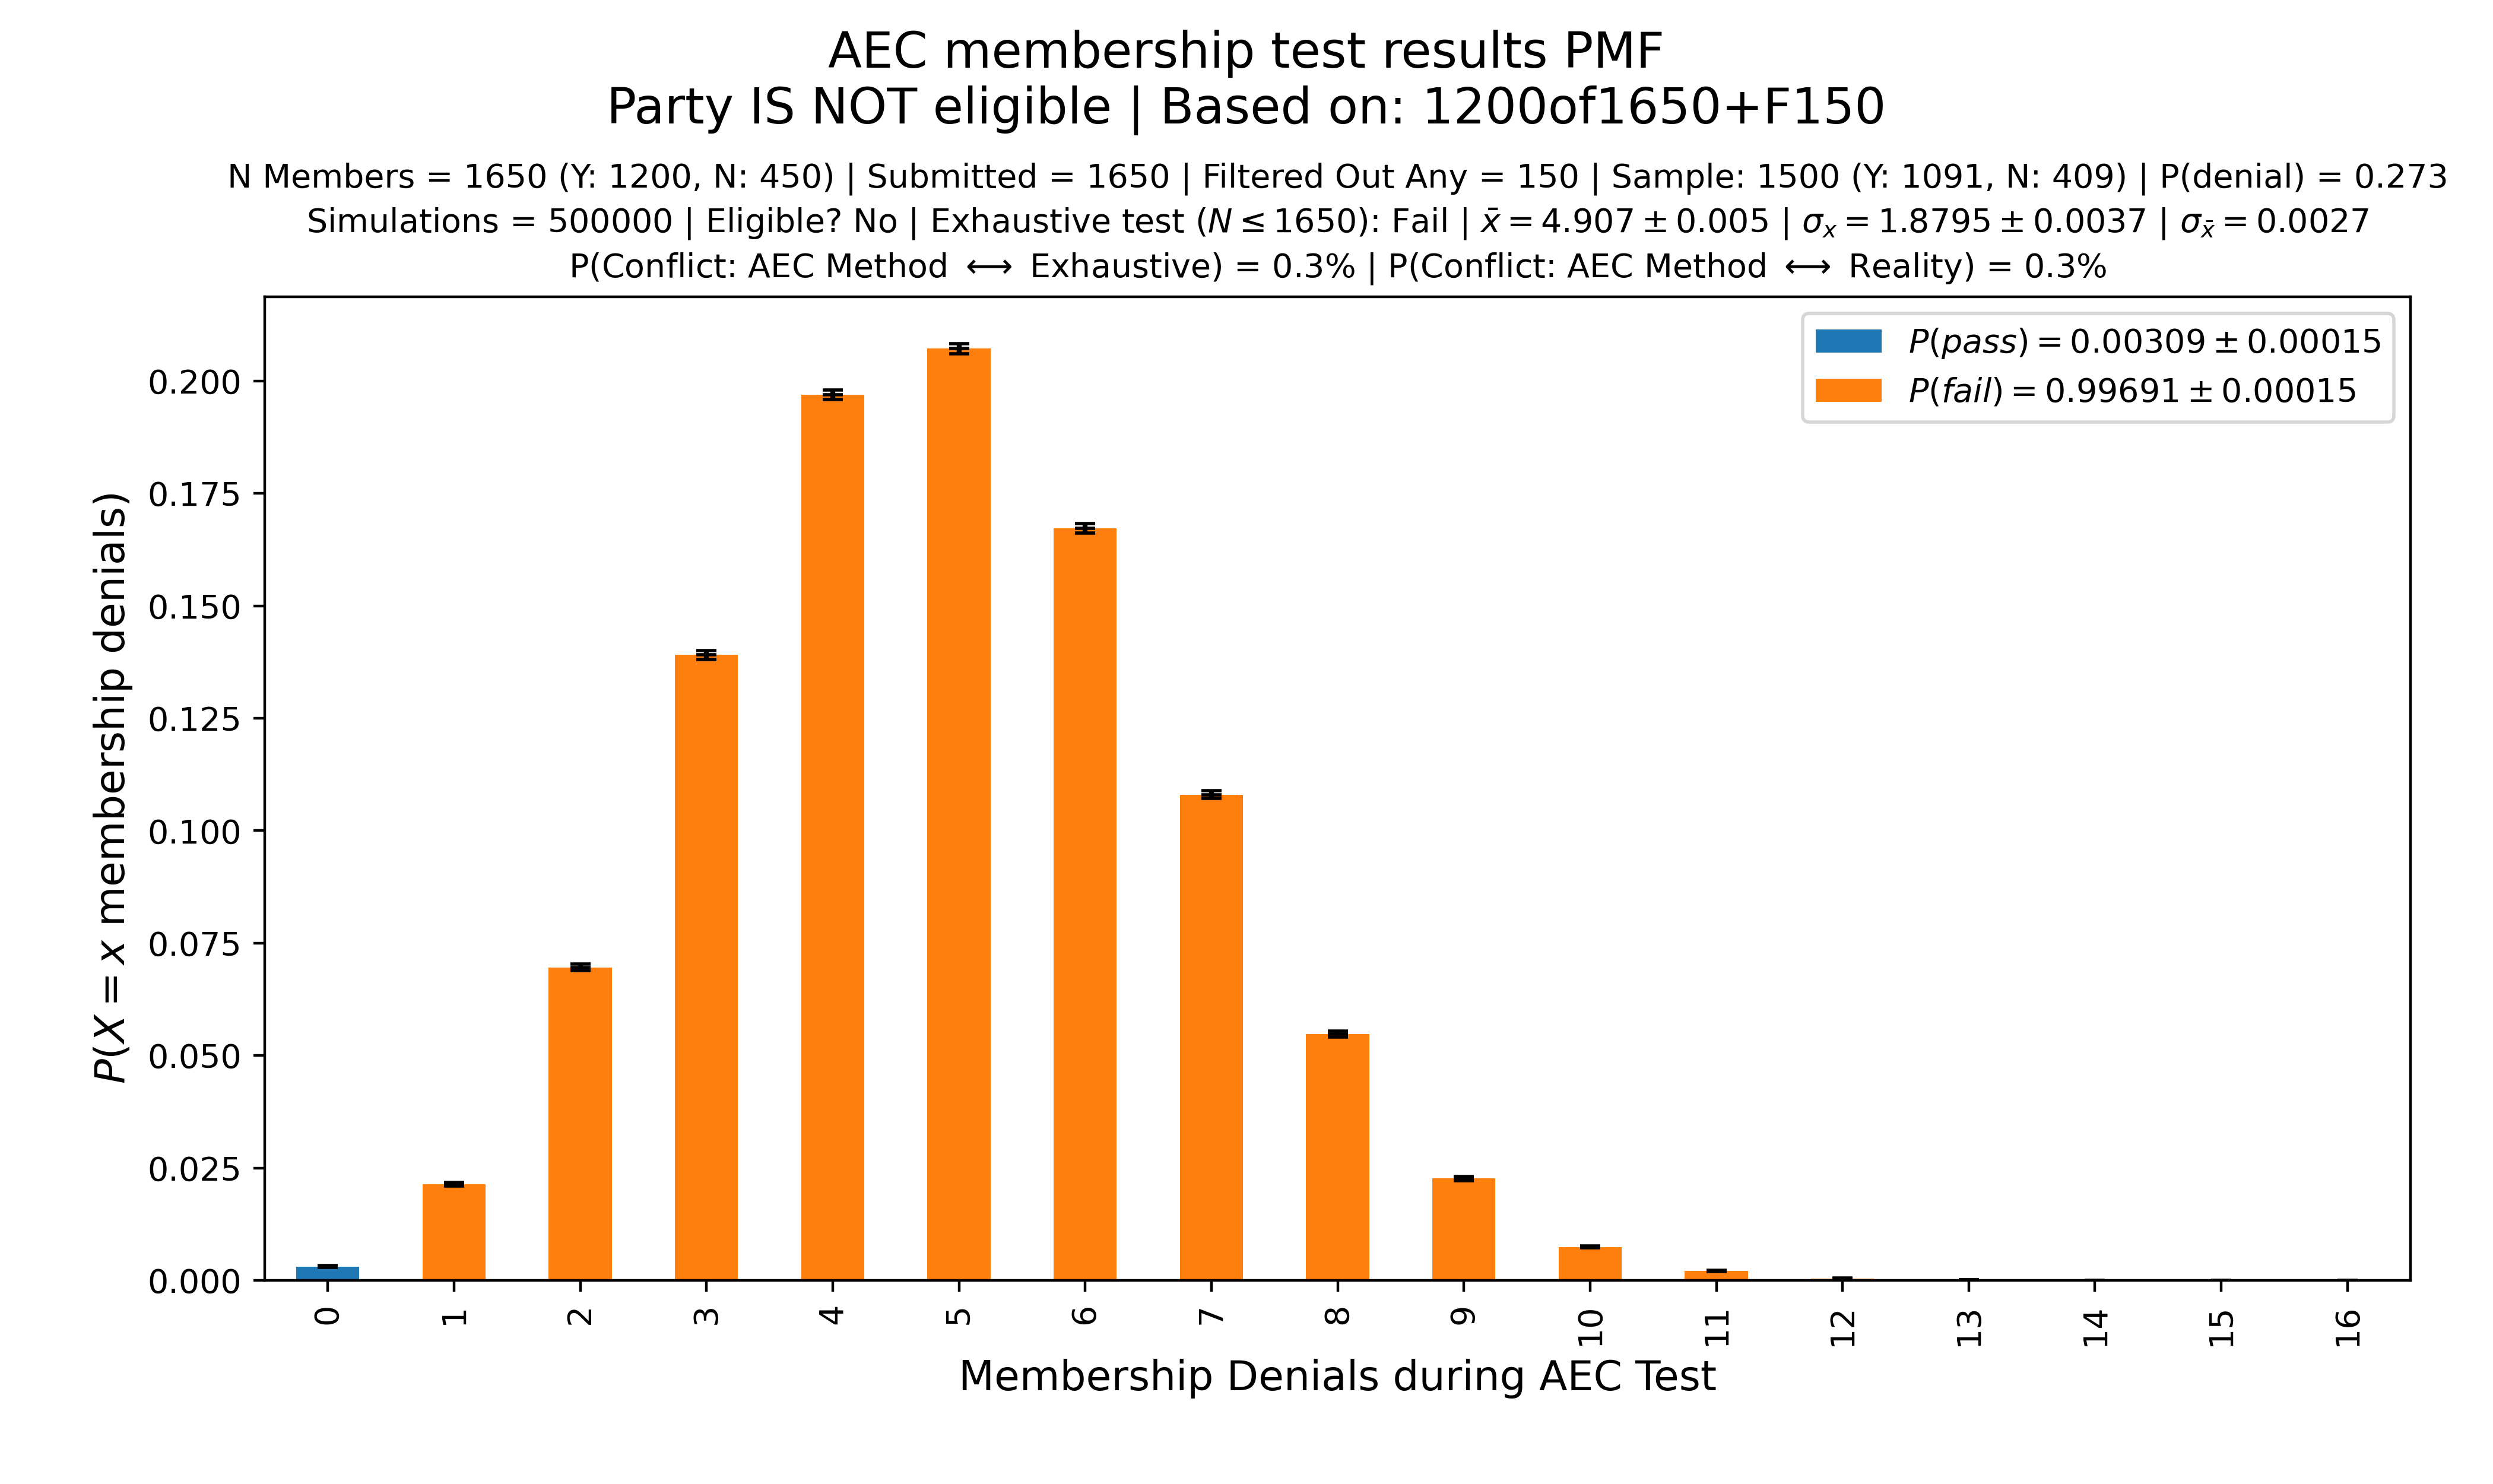 AEC membership test results PMF
Party IS NOT eligible | Based on: 1200of1650+F150
N Members = 1650 (Y: 1200, N: 450) | Submitted = 1650 | Filtered Out Any = 150 | Sample: 1500 (Y: 1091, N: 409) | P(denial) = 0.273
Simulations = 500000 | Eligible? No | Exhaustive test (N ≤ 1650): Fail | x̄ = 4.907 ± 0.005 | σₓ = 1.8795 ± 0.0037 | σ_x̄ = 0.0027
P(Conflict: AEC Method ⟷ Exhaustive) = 0.3% | P(Conflict: AEC Method ⟷ Reality) = 0.3%
P(pass) = 0.00309 ± 0.00015
P(fail) = 0.99691 ± 0.00015
P(X = x membership denials)
0.200
0.175
0.150
0.125
0.100
0.075
0.050
0.025
0.000
0 1 2 3 4 5 6 7 8 9 10 11 12 13 14 15 16
Membership Denials during AEC Test